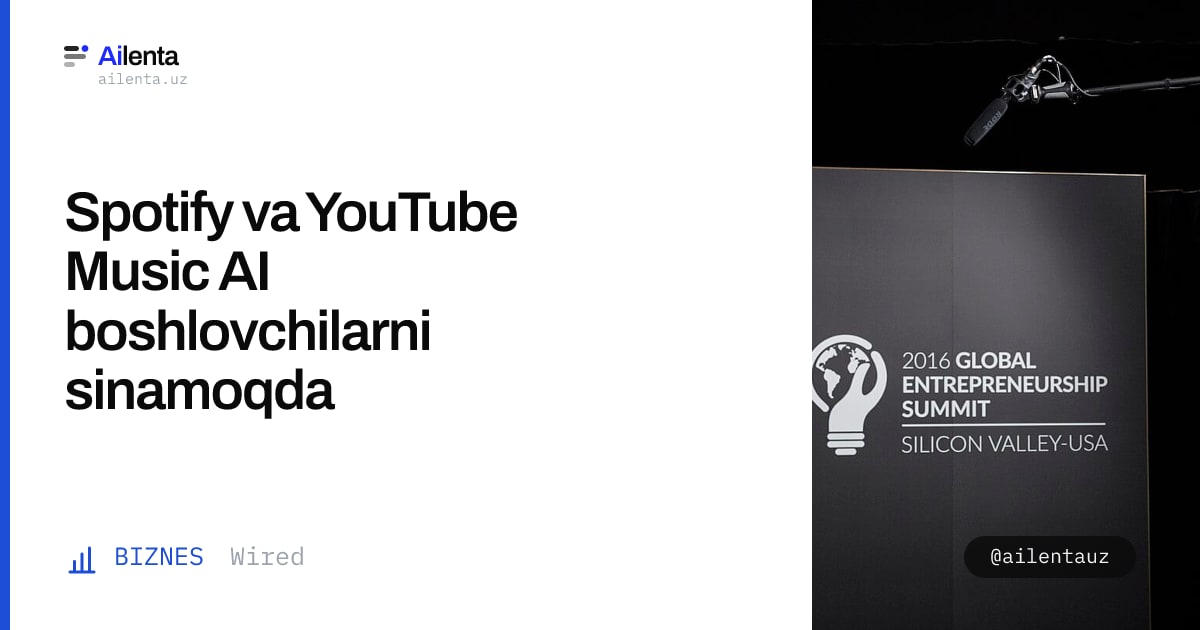 Ailenta
ailenta.uz
Spotify va YouTube
Music AI
boshlovchilarni
sinamoqda
BIZNES Wired
RODE
2016 GLOBAL
ENTREPRENEURSHIP
SUMMIT
SILICON VALLEY-USA
@ailentauz